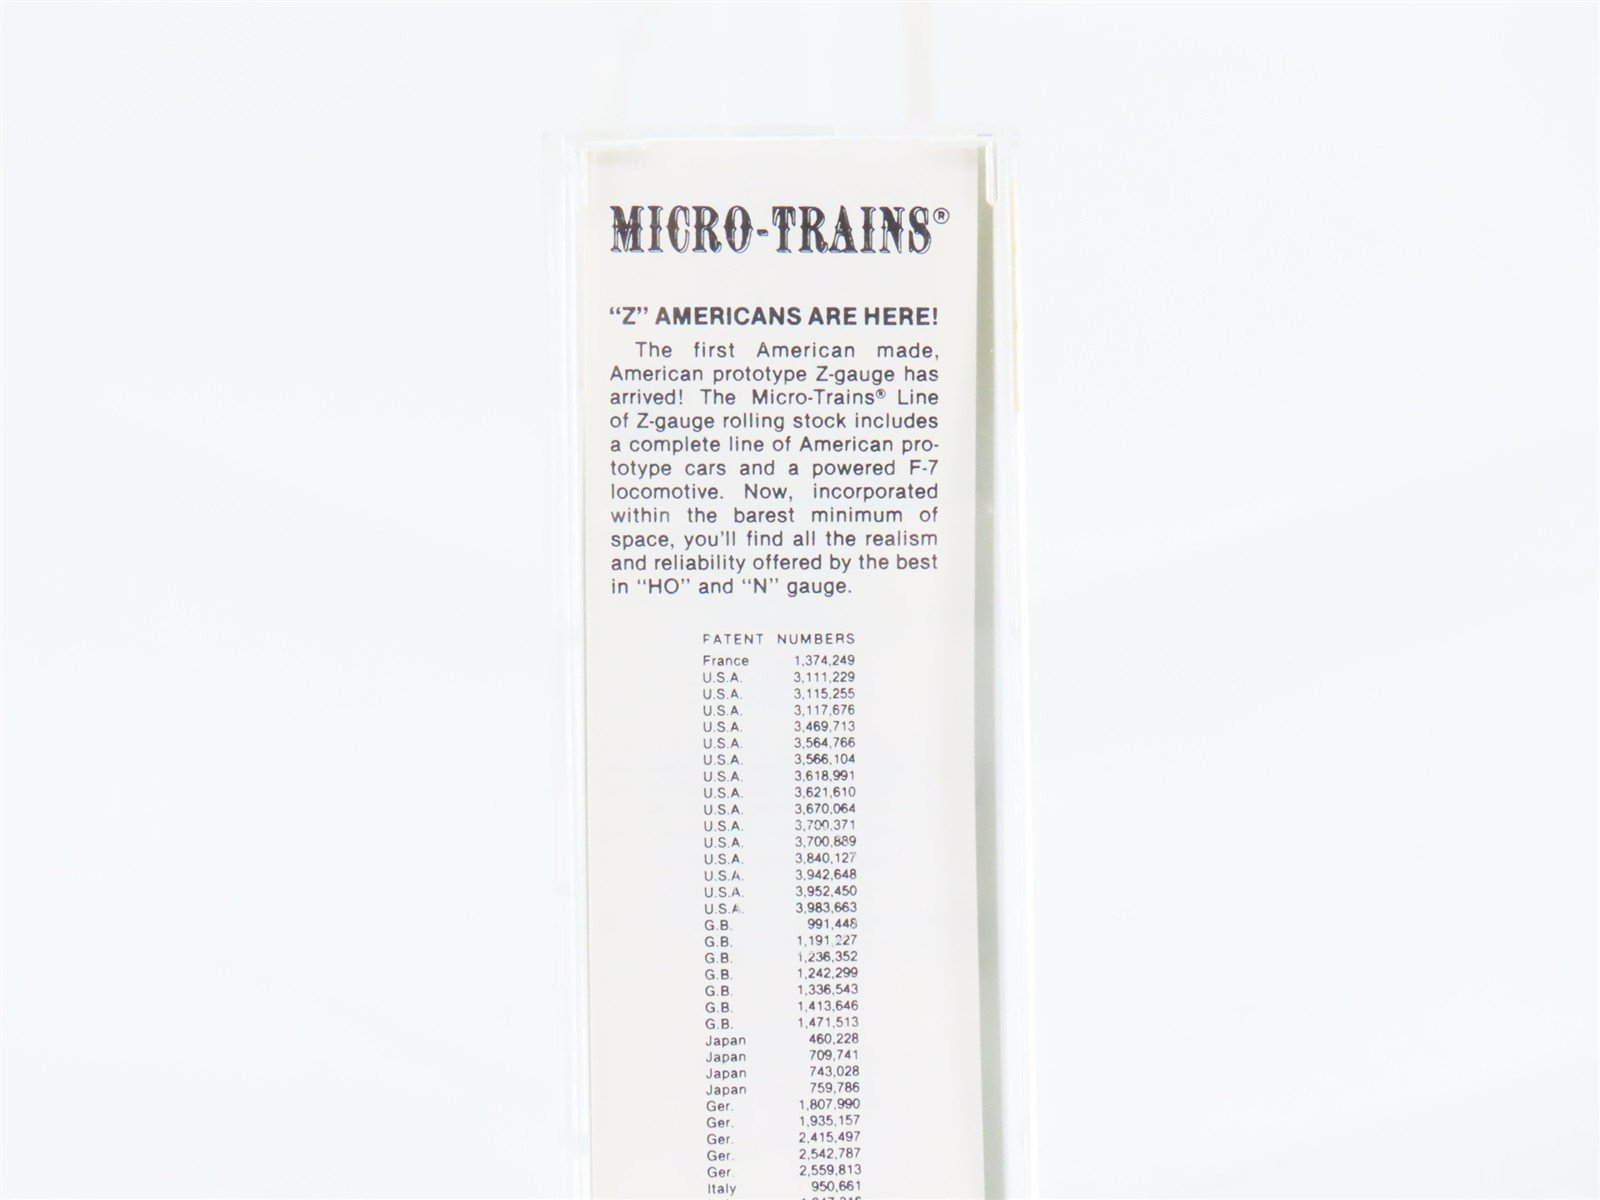 MICRO-TRAINS®
“Z” AMERICANS ARE HERE!
The first American made,
American prototype Z-gauge has
arrived! The Micro-Trains® Line
of Z-gauge rolling stock includes
a complete line of American pro-
totype cars and a powered F-7
locomotive. Now, incorporated
within the barest minimum of
space, you'll find all the realism
and reliability offered by the best
in “HO” and “N” gauge.
PATENT NUMBERS
France 1,374,249
U.S.A. 3,111,229
U.S.A. 3,115,255
U.S.A. 3,117,676
U.S.A. 3,469,713
U.S.A. 3,564,766
U.S.A. 3,566,104
U.S.A. 3,618,991
U.S.A. 3,621,610
U.S.A. 3,670,064
U.S.A. 3,700,371
U.S.A. 3,700,889
U.S.A. 3,840,127
U.S.A. 3,942,648
U.S.A. 3,952,450
U.S.A. 3,983,663
G.B. 991,448
G.B. 1,191,227
G.B. 1,236,352
G.B. 1,242,299
G.B. 1,336,543
G.B. 1,413,646
G.B. 1,471,513
Japan 460,228
Japan 709,741
Japan 743,028
Japan 759,786
Ger. 1,807,990
Ger. 1,935,157
Ger. 2,415,497
Ger. 2,542,787
Ger. 2,559,813
Italy 950,661